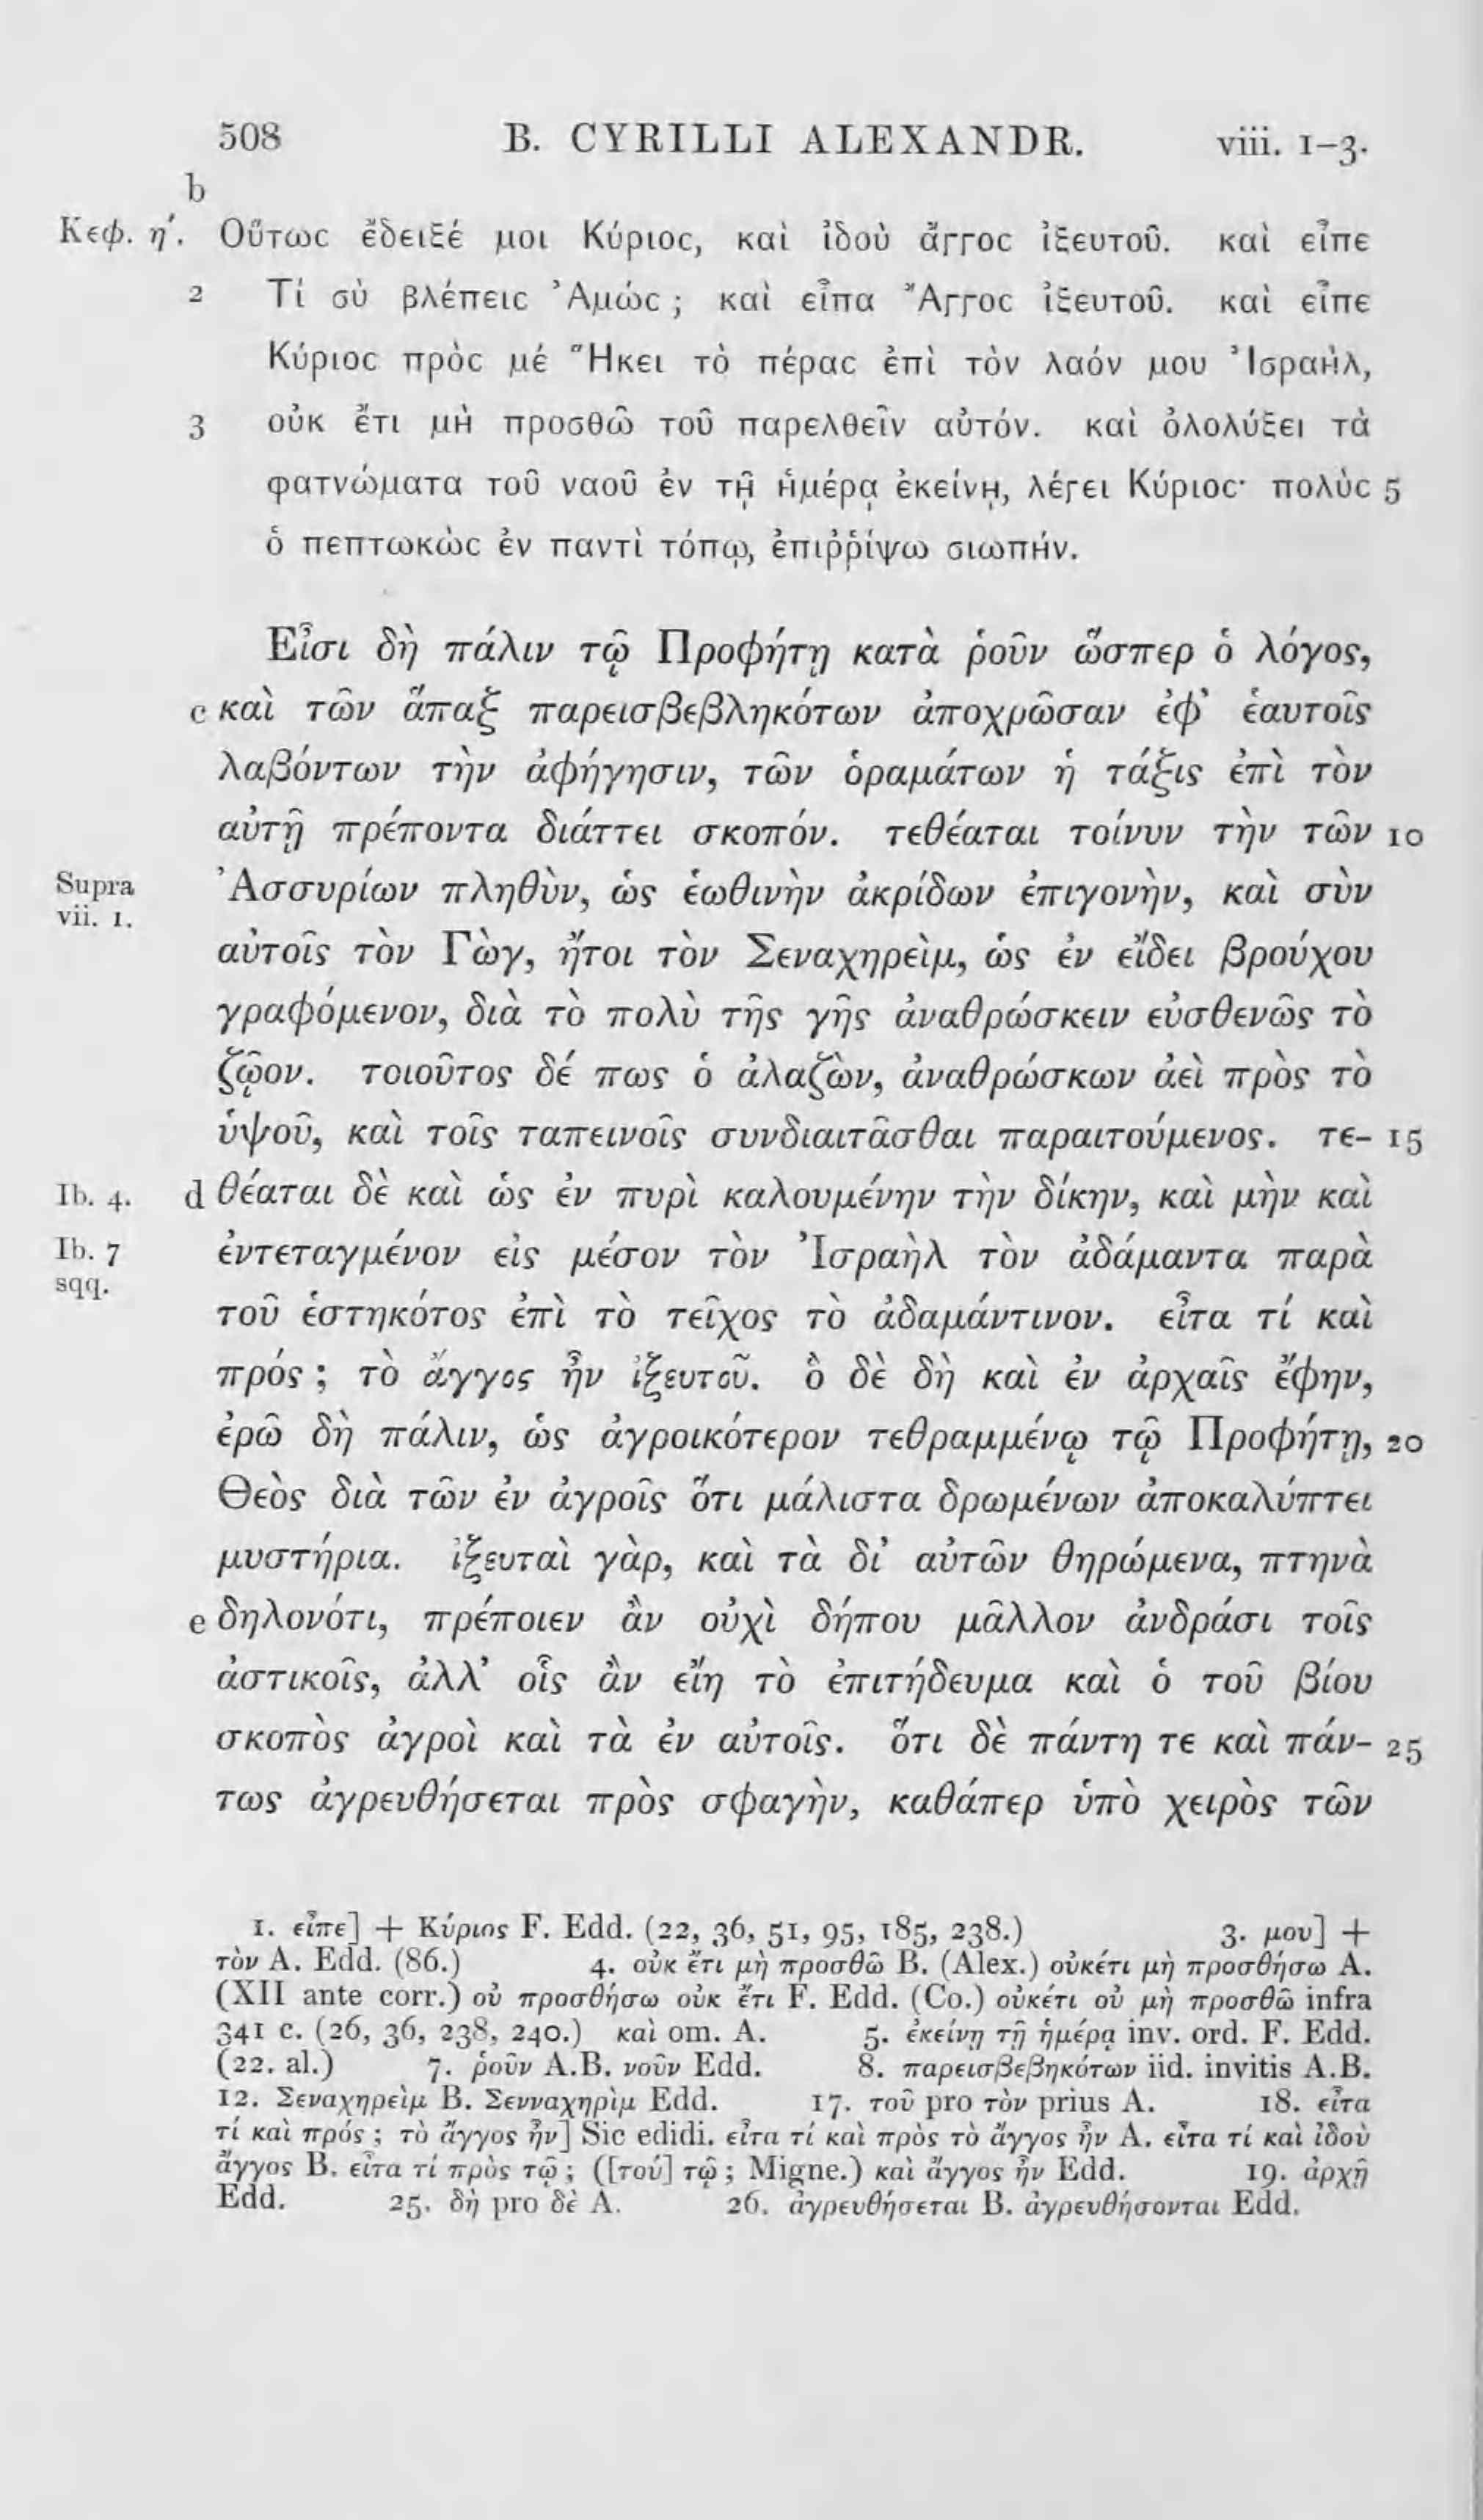 508 B. CYRILLI ALEXANDR. viii. 1-3.
b
Κεφ. η΄. Οὕτως ἔδειξέ μοι Κύριος, καὶ ἰδοὺ ἄγγος ἰξευτοῦ. καὶ εἶπε
2 Τί σὺ βλέπεις Ἀμώς ; καὶ εἶπα Ἄγγος ἰξευτοῦ. καὶ εἶπε
Κύριος πρὸς μέ Ἥκει τὸ πέρας ἐπὶ τὸν λαόν μου Ἰσραὴλ,
3 οὐκ ἔτι μὴ προσθῶ τοῦ παρελθεῖν αὐτόν. καὶ ὀλολύξει τὰ
φατνώματα τοῦ ναοῦ ἐν τῇ ἡμέρᾳ ἐκείνῃ, λέγει Κύριος· πολὺς 5
ὁ πεπτωκὼς ἐν παντὶ τόπῳ, ἐπιῤῥίψω σιωπήν.
Εἶσι δὴ πάλιν τῷ Προφήτῃ κατὰ ῥοῦν ὥσπερ ὁ λόγος,
c καὶ τῶν ἅπαξ παρεισβεβληκότων ἀποχρῶσαν ἐφ᾽ ἑαυτοῖς
λαβόντων τὴν ἀφήγησιν, τῶν ὁραμάτων ἡ τάξις ἐπὶ τὸν
αὐτῇ πρέποντα διάττει σκοπόν. τεθέαται τοίνυν τὴν τῶν 10
Supra vii. 1. Ἀσσυρίων πληθὺν, ὡς ἑωθινὴν ἀκρίδων ἐπιγονὴν, καὶ σὺν
αὐτοῖς τὸν Γὼγ, ἤτοι τὸν Σεναχηρεὶμ, ὡς ἐν εἴδει βρούχου
γραφόμενον, διὰ τὸ πολὺ τῆς γῆς ἀναθρώσκειν εὐσθενῶς τὸ
ζῷον. τοιοῦτος δέ πως ὁ ἀλαζὼν, ἀναθρώσκων ἀεὶ πρὸς τὸ
ὑψοῦ, καὶ τοῖς ταπεινοῖς συνδιαιτᾶσθαι παραιτούμενος. τε- 15
Ib. 4. d θέαται δὲ καὶ ὡς ἐν πυρὶ καλουμένην τὴν δίκην, καὶ μὴν καὶ
Ib. 7 sqq. ἐντεταγμένον εἰς μέσον τὸν Ἰσραὴλ τὸν ἀδάμαντα παρὰ
τοῦ ἑστηκότος ἐπὶ τὸ τεῖχος τὸ ἀδαμάντινον. εἶτα τί καὶ
πρός ; τὸ ἄγγος ἦν ἰξευτοῦ. ὃ δὲ δὴ καὶ ἐν ἀρχαῖς ἔφην,
ἐρῶ δὴ πάλιν, ὡς ἀγροικότερον τεθραμμένῳ τῷ Προφήτῃ, 20
Θεὸς διὰ τῶν ἐν ἀγροῖς ὅτι μάλιστα δρωμένων ἀποκαλύπτει
μυστήρια. ἰξευταὶ γὰρ, καὶ τὰ δι᾽ αὐτῶν θηρώμενα, πτηνὰ
e δηλονότι, πρέποιεν ἂν οὐχὶ δήπου μᾶλλον ἀνδράσι τοῖς
ἀστικοῖς, ἀλλ᾽ οἷς ἂν εἴη τὸ ἐπιτήδευμα καὶ ὁ τοῦ βίου
σκοπὸς ἀγροὶ καὶ τὰ ἐν αὐτοῖς. ὅτι δὲ πάντη τε καὶ πάν- 25
τως ἀγρευθήσεται πρὸς σφαγὴν, καθάπερ ὑπὸ χειρὸς τῶν
1. εἶπε] + Κύριος F. Edd. (22, 36, 51, 95, 185, 238.) 3. μου] +
τὸν A. Edd. (86.) 4. οὐκ ἔτι μὴ προσθῶ B. (Alex.) οὐκέτι μὴ προσθήσω A.
(XII ante corr.) οὐ προσθήσω οὐκ ἔτι F. Edd. (Co.) οὐκέτι οὐ μὴ προσθῶ infra
341 c. (26, 36, 238, 240.) καὶ om. A. 5. ἐκείνῃ τῇ ἡμέρᾳ inv. ord. F. Edd.
(22. al.) 7. ῥοῦν A.B. νοῦν Edd. 8. παρεισβεβηκότων iid. invitis A.B.
12. Σεναχηρεὶμ B. Σενναχηρὶμ Edd. 17. τοῦ pro τὸν prius A. 18. εἶτα
τί καὶ πρός ; τὸ ἄγγος ἦν] Sic edidi. εἶτα τί καὶ πρὸς τὸ ἄγγος ἦν A. εἶτα τί καὶ ἰδοὺ
ἄγγος B. εἶτα τί πρὸς τῷ ; ([τού] τῷ ; Migne.) καὶ ἄγγος ἦν Edd. 19. ἀρχῇ
Edd. 25. δὴ pro δὲ A. 26. ἀγρευθήσεται B. ἀγρευθήσονται Edd.